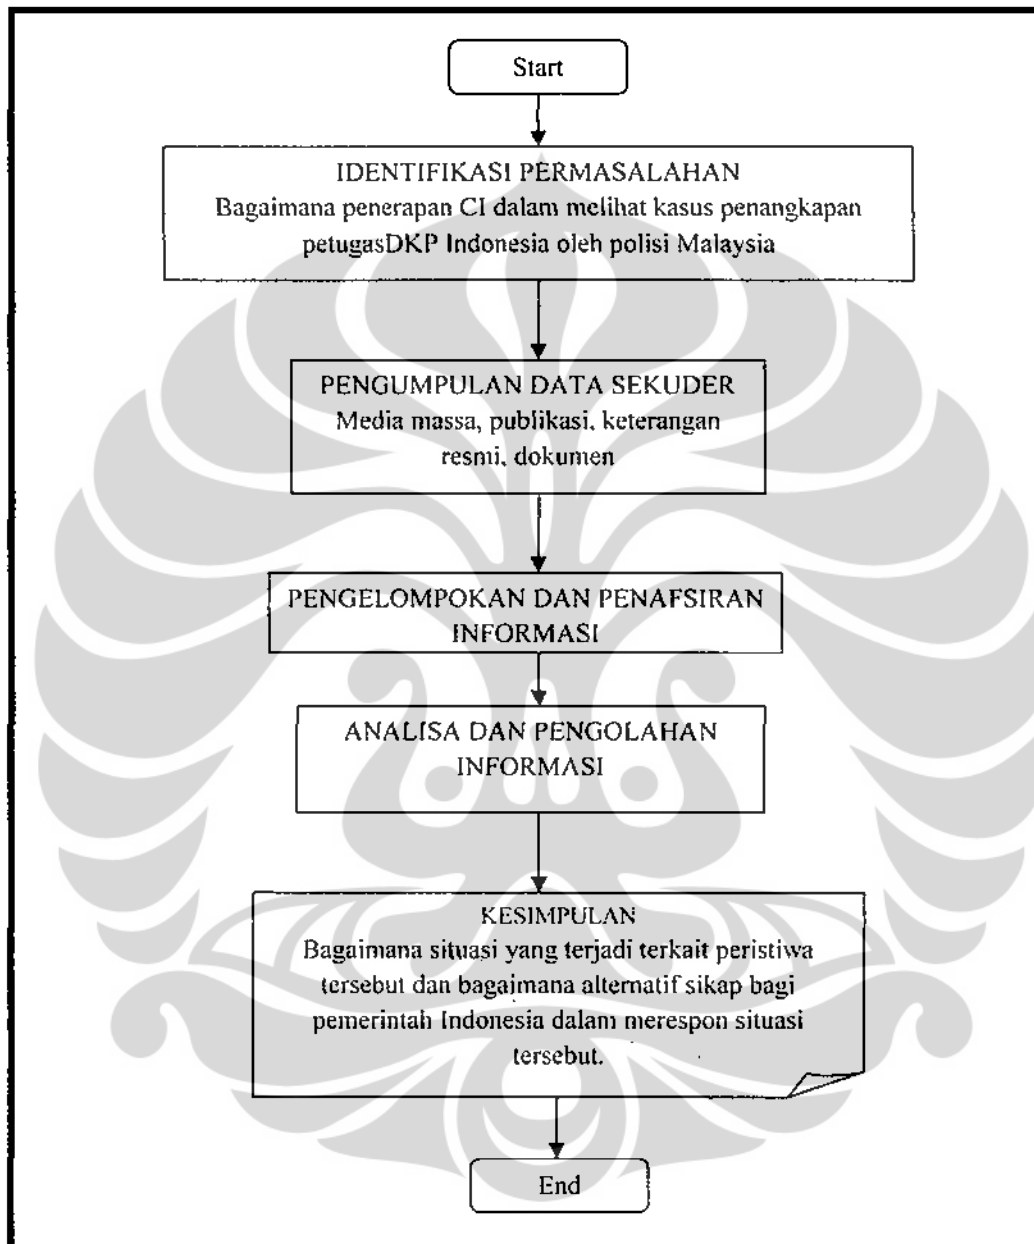 Start
IDENTIFIKASI PERMASALAHAN
Bagaimana penerapan CI dalam melihat kasus penangkapan
petugasDKP Indonesia oleh polisi Malaysia
PENGUMPULAN DATA SEKUDER
Media massa, publikasi, keterangan
resmi, dokumen
PENGELOMPOKAN DAN PENAFSIRAN
INFORMASI
ANALISA DAN PENGOLAHAN
INFORMASI
KESIMPULAN
Bagaimana situasi yang terjadi terkait peristiwa
tersebut dan bagaimana alternatif sikap bagi
pemerintah Indonesia dalam merespon situasi
tersebut.
End